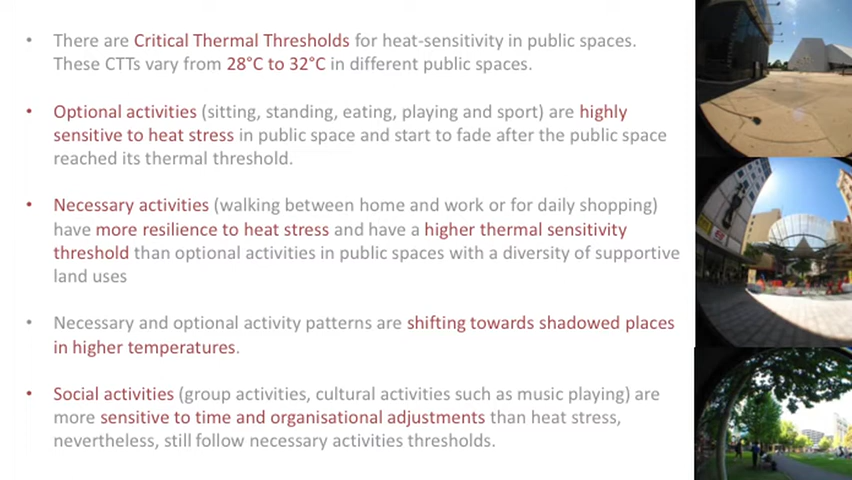 • There are Critical Thermal Thresholds for heat-sensitivity in public spaces.
These CTTs vary from 28°C to 32°C in different public spaces.
• Optional activities (sitting, standing, eating, playing and sport) are highly
sensitive to heat stress in public space and start to fade after the public space
reached its thermal threshold.
• Necessary activities (walking between home and work or for daily shopping)
have more resilience to heat stress and have a higher thermal sensitivity
threshold than optional activities in public spaces with a diversity of supportive
land uses
• Necessary and optional activity patterns are shifting towards shadowed places
in higher temperatures.
• Social activities (group activities, cultural activities such as music playing) are
more sensitive to time and organisational adjustments than heat stress,
nevertheless, still follow necessary activities thresholds.